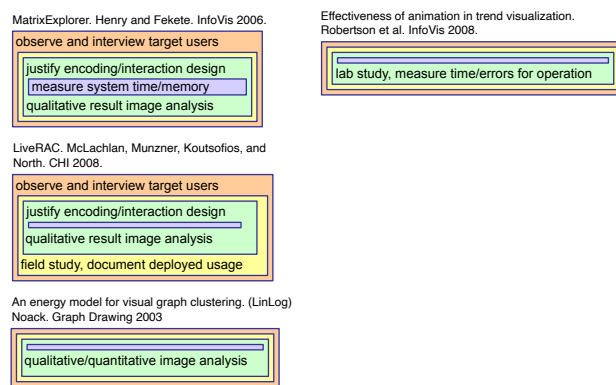 MatrixExplorer. Henry and Fekete. InfoVis 2006.
observe and interview target users
justify encoding/interaction design
measure system time/memory
qualitative result image analysis
LiveRAC. McLachlan, Munzner, Koutsofios, and
North. CHI 2008.
observe and interview target users
justify encoding/interaction design
qualitative result image analysis
field study, document deployed usage
An energy model for visual graph clustering. (LinLog)
Noack. Graph Drawing 2003
qualitative/quantitative image analysis
Effectiveness of animation in trend visualization.
Robertson et al. InfoVis 2008.
lab study, measure time/errors for operation